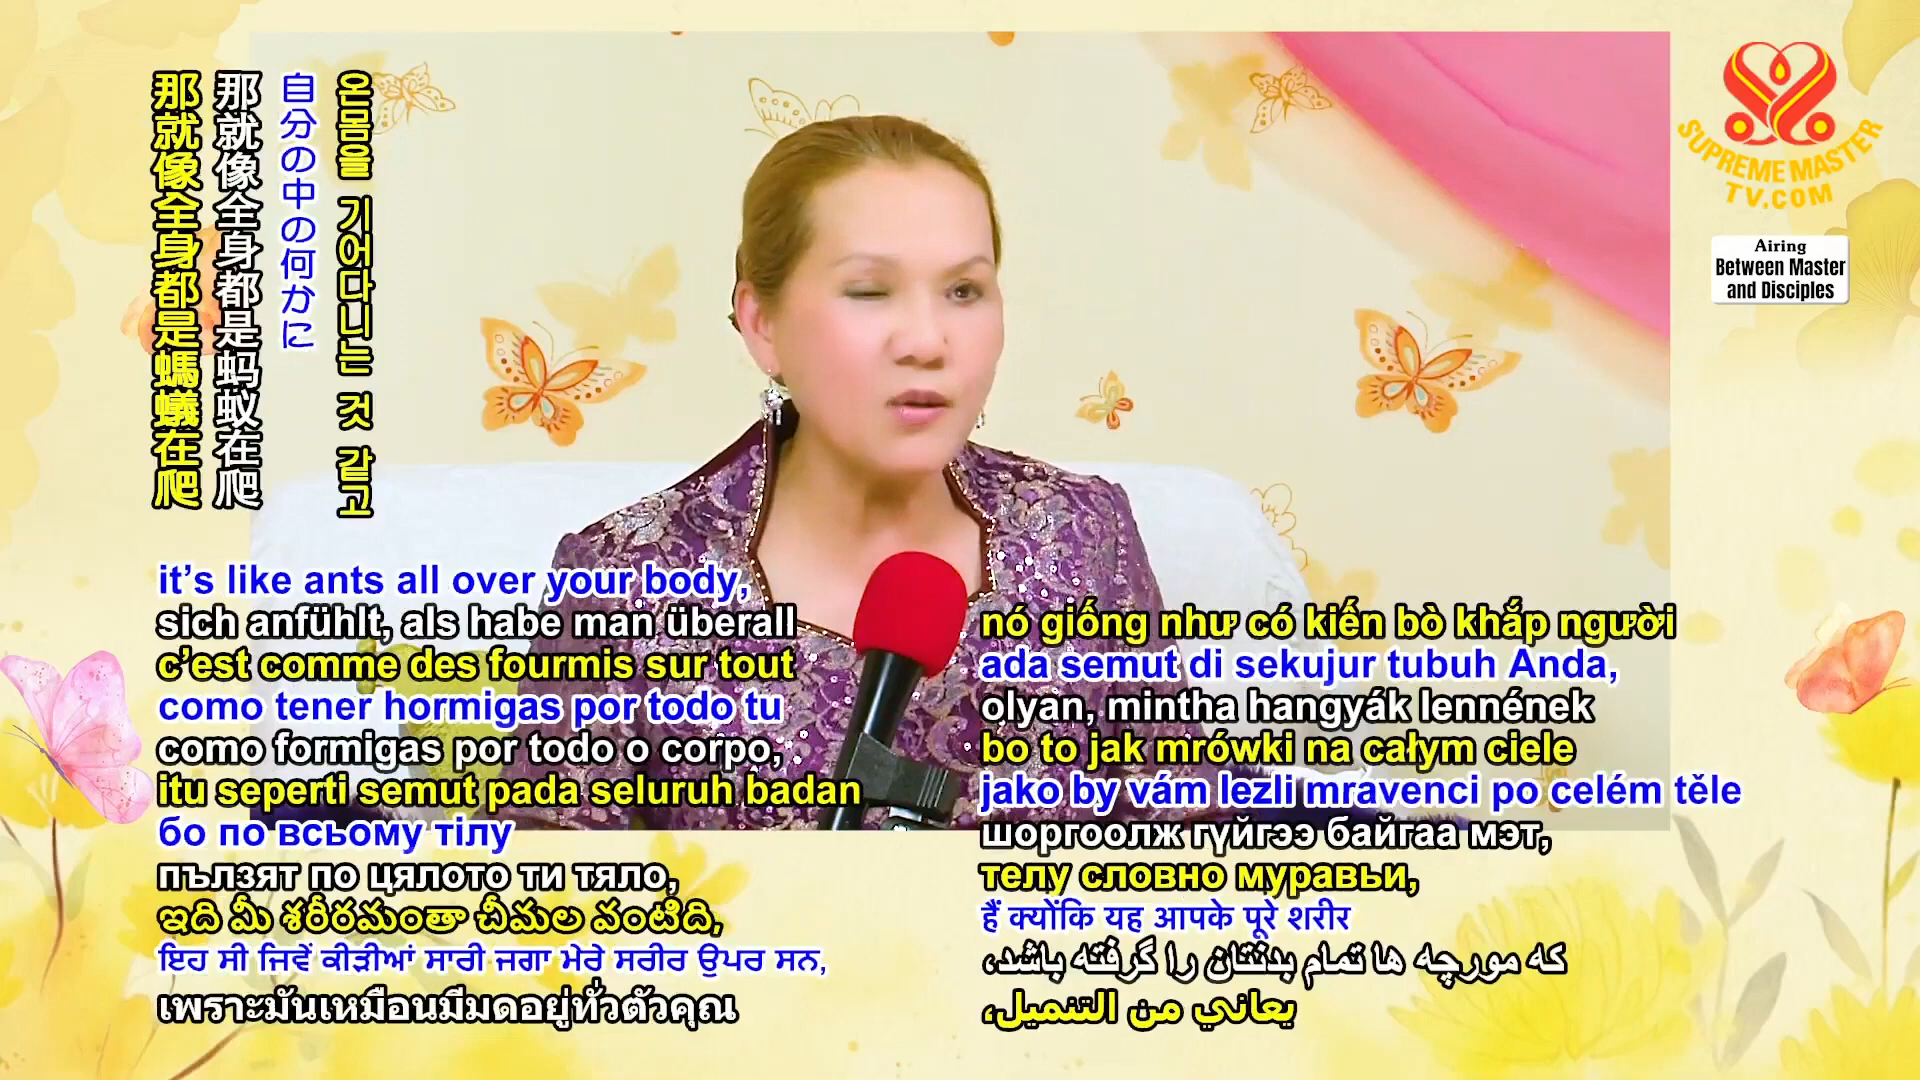 那就像全身都是螞蟻在爬
那就像全身都是蚂蚁在爬
自分の中の何かに
온몸을 기어다니는 것 같고
SUPREME MASTER
TV.COM
Airing
Between Master
and Disciples
it’s like ants all over your body,
sich anfühlt, als habe man überall
c’est comme des fourmis sur tout
como tener hormigas por todo tu
como formigas por todo o corpo,
itu seperti semut pada seluruh badan
бо по всьому тілу
пълзят по цялото ти тяло,
ఇది మీ శరీరమంతా చీమల వంటిది,
ਇਹ ਸੀ ਜਿਵੇਂ ਕੀੜੀਆਂ ਸਾਰੀ ਜਗਾ ਮੇਰੇ ਸਰੀਰ ਉਪਰ ਸਨ,
เพราะมันเหมือนมีมดอยู่ทั่วตัวคุณ
nó giống như có kiến bò khắp người
ada semut di sekujur tubuh Anda,
olyan, mintha hangyák lennének
bo to jak mrówki na całym ciele
jako by vám lezli mravenci po celém těle
шоргоолж гүйгээ байгаа мэт,
телу словно муравьи,
हैं क्योंकि यह आपके पूरे शरीर
که مورچه ها تمام بدنتان را گرفته باشد،
يعاني من التنميل،